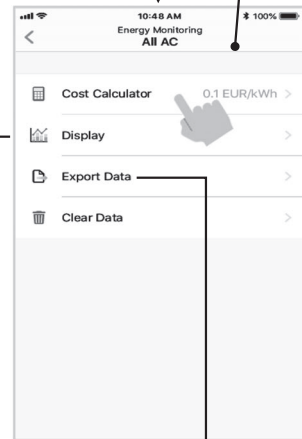 10:48 AM
100%
Energy Monitoring
All AC
Cost Calculator 0.1 EUR/kWh
Display
Export Data
Clear Data